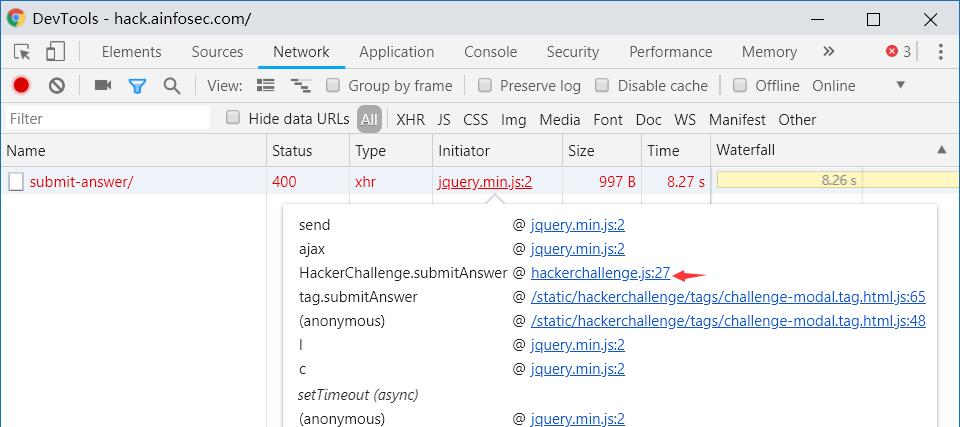 DevTools - hack.ainfosec.com/
Elements Sources Network Application Console Security Performance Memory » 3
View: Group by frame Preserve log Disable cache Offline Online ▼
Filter Hide data URLs All XHR JS CSS Img Media Font Doc WS Manifest Other
Name Status Type Initiator Size Time Waterfall ▲
submit-answer/ 400 xhr jquery.min.js:2 997 B 8.27 s 8.26 s
send @ jquery.min.js:2
ajax @ jquery.min.js:2
HackerChallenge.submitAnswer @ hackerchallenge.js:27
tag.submitAnswer @ /static/hackerchallenge/tags/challenge-modal.tag.html.js:65
(anonymous) @ /static/hackerchallenge/tags/challenge-modal.tag.html.js:48
l @ jquery.min.js:2
c @ jquery.min.js:2
setTimeout (async)
(anonymous) @ jquery.min.js:2